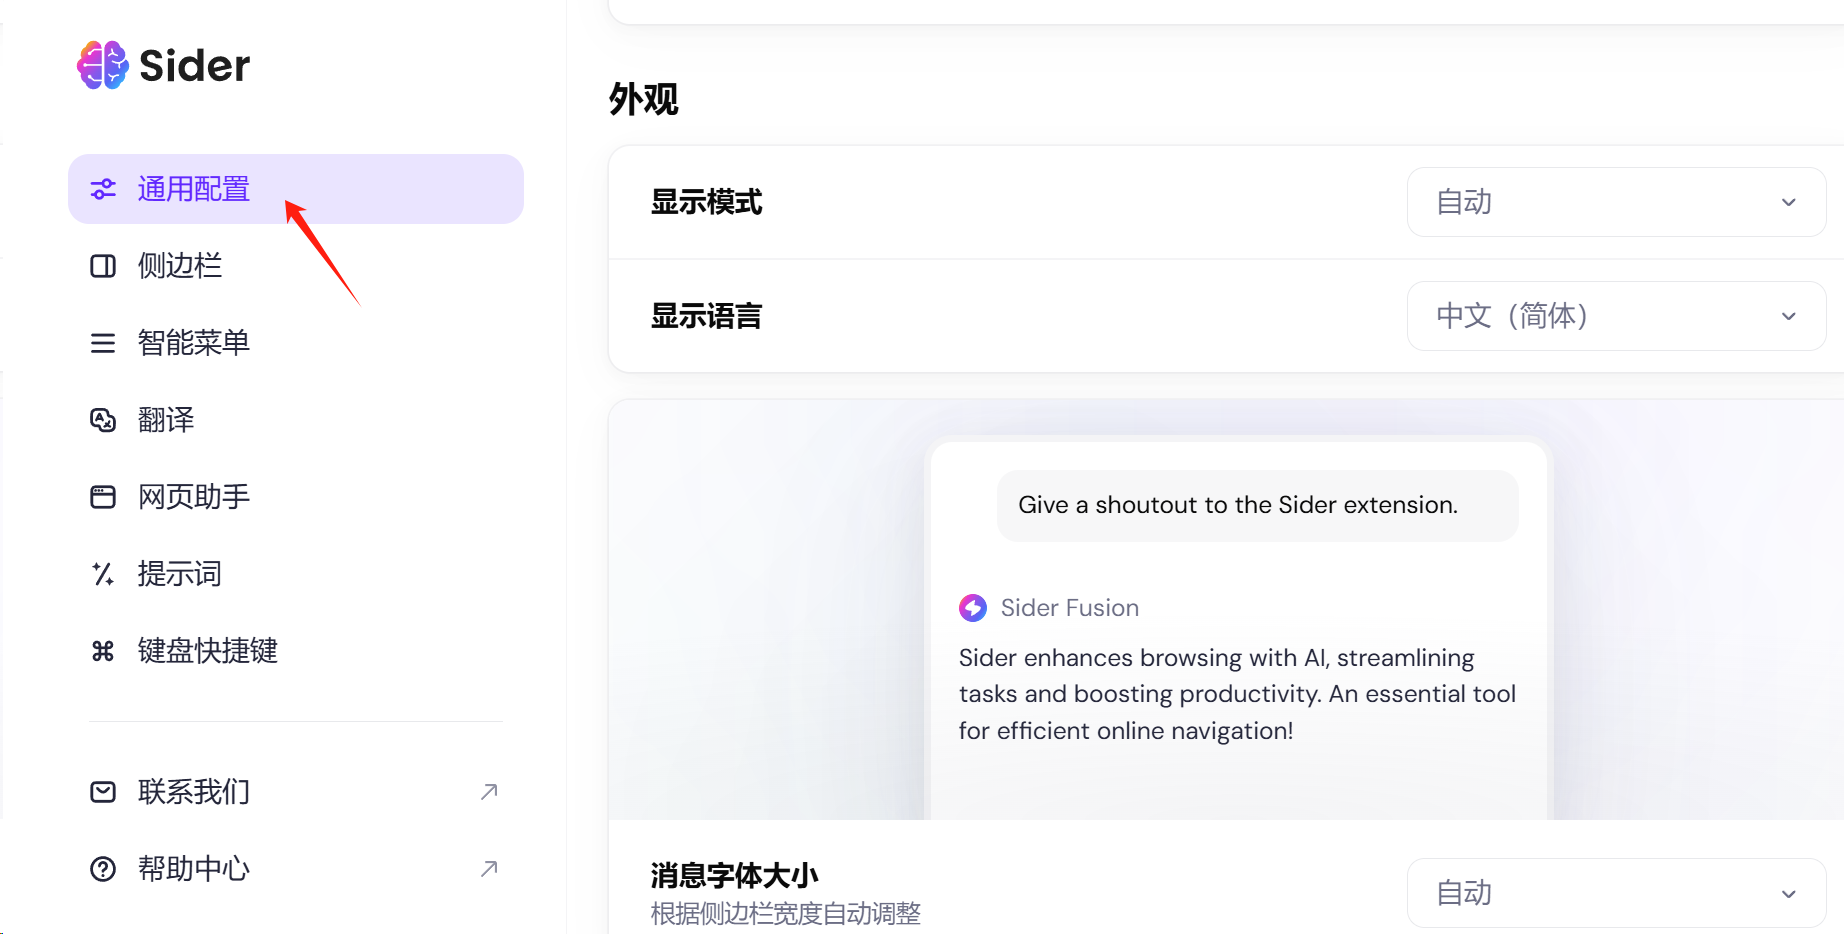 Sider
通用配置
侧边栏
智能菜单
翻译
网页助手
提示词
键盘快捷键
联系我们
帮助中心
外观
显示模式
自动
显示语言
中文（简体）
Give a shoutout to the Sider extension.
Sider Fusion
Sider enhances browsing with AI, streamlining
tasks and boosting productivity. An essential tool
for efficient online navigation!
消息字体大小
自动
根据侧边栏宽度自动调整